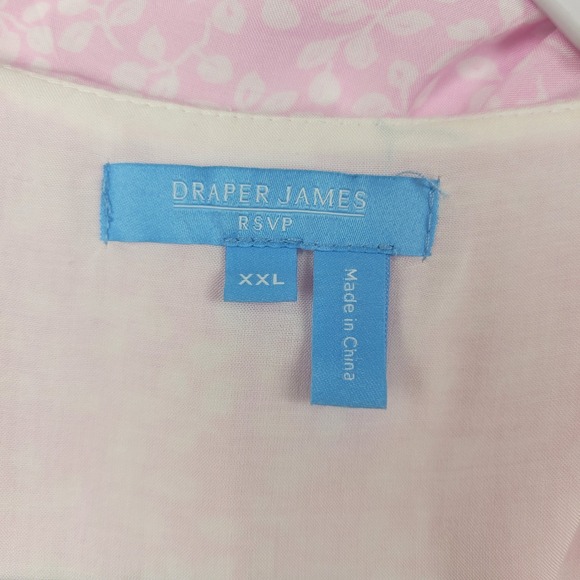 DRAPER JAMES
RSVP
XXL
Made in China